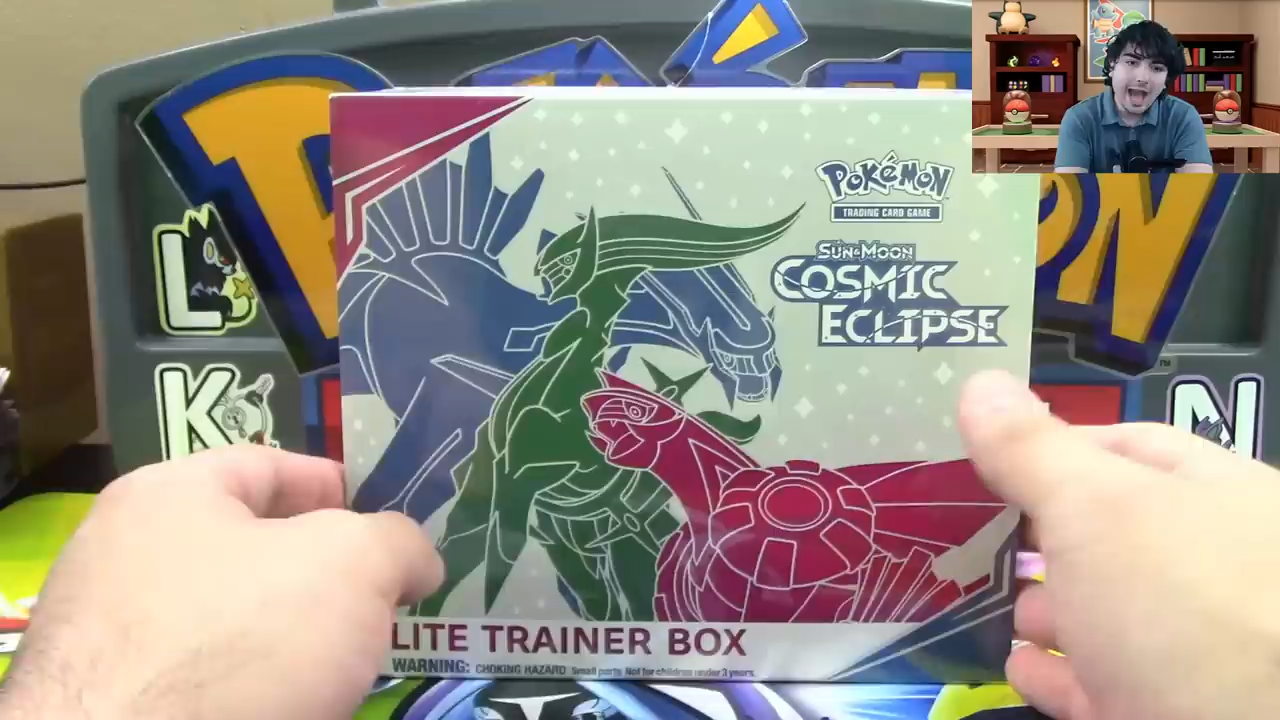 POKéMON
TRADING CARD GAME
SUN & MOON
COSMIC
ECLIPSE
L
K
N
LITE TRAINER BOX
WARNING: CHOKING HAZARD Small parts. Not for children under 3 years.